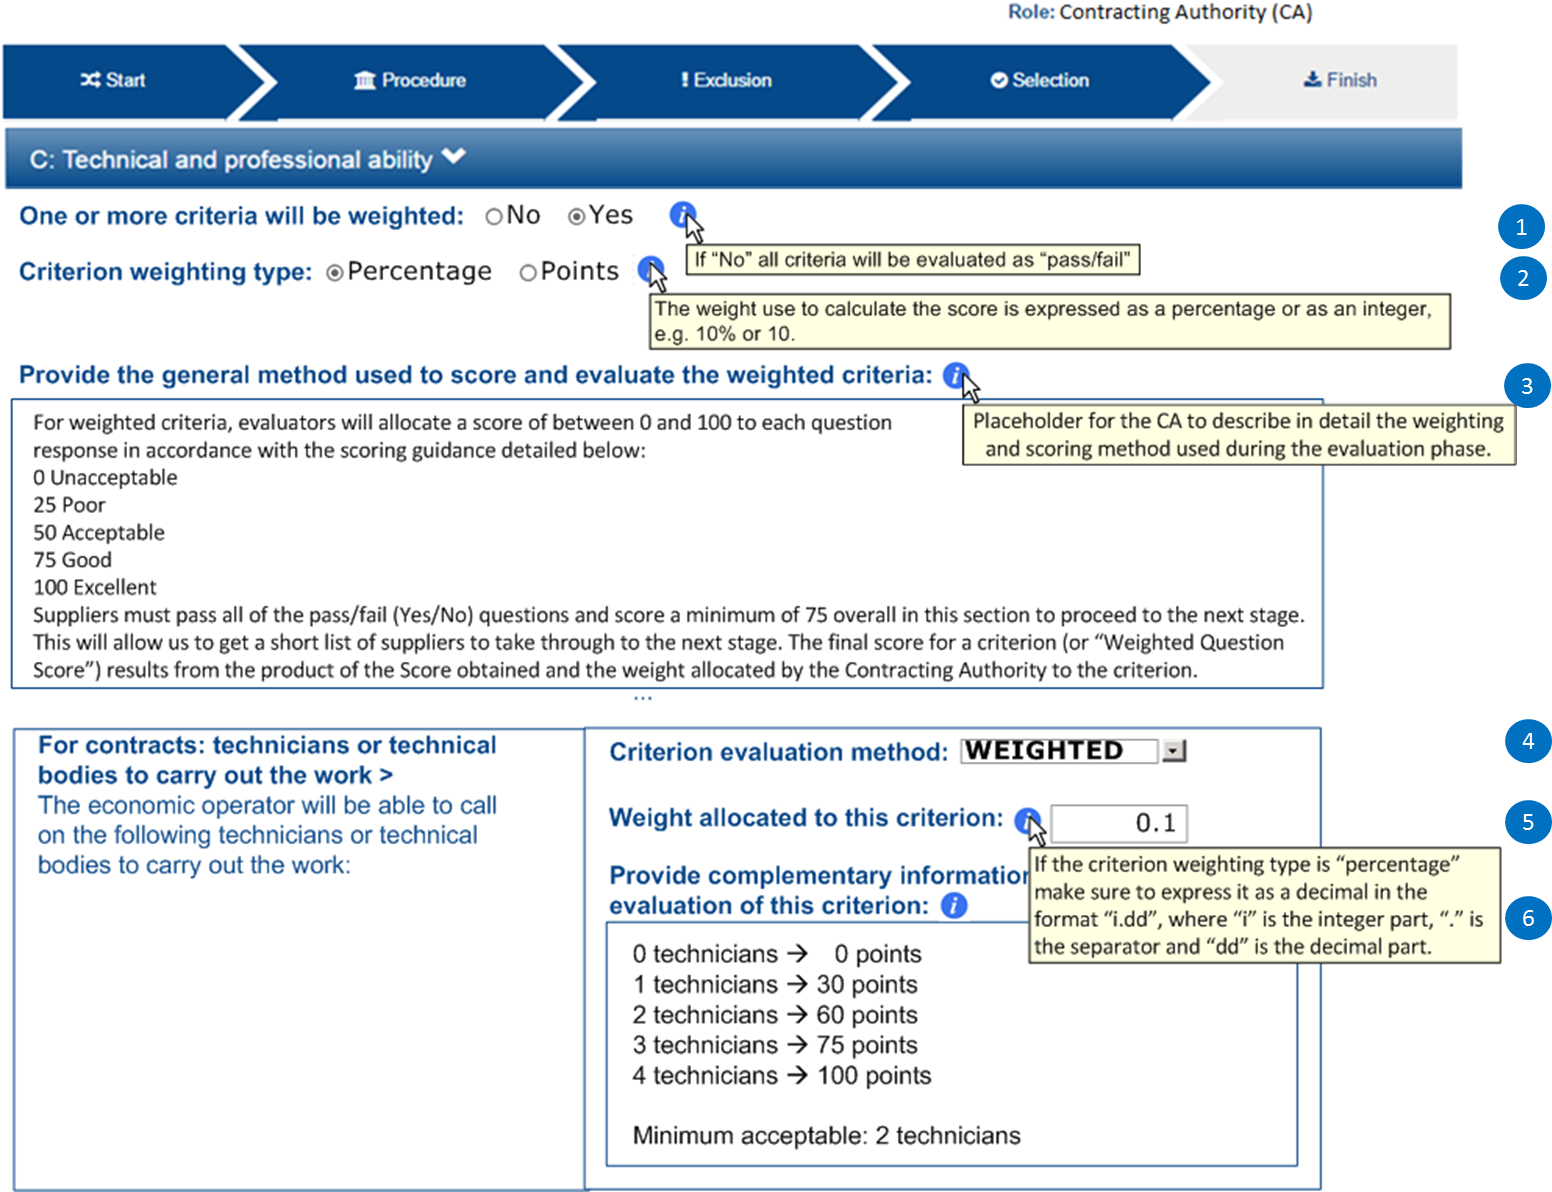 Role: Contracting Authority (CA)
Start
Procedure
Exclusion
Selection
Finish
C: Technical and professional ability
One or more criteria will be weighted: No Yes
1
If “No” all criteria will be evaluated as “pass/fail”
Criterion weighting type: Percentage Points
2
The weight use to calculate the score is expressed as a percentage or as an integer,
e.g. 10% or 10.
Provide the general method used to score and evaluate the weighted criteria:
3
Placeholder for the CA to describe in detail the weighting
and scoring method used during the evaluation phase.
For weighted criteria, evaluators will allocate a score of between 0 and 100 to each question
response in accordance with the scoring guidance detailed below:
0 Unacceptable
25 Poor
50 Acceptable
75 Good
100 Excellent
Suppliers must pass all of the pass/fail (Yes/No) questions and score a minimum of 75 overall in this section to proceed to the next stage.
This will allow us to get a short list of suppliers to take through to the next stage. The final score for a criterion (or “Weighted Question
Score”) results from the product of the Score obtained and the weight allocated by the Contracting Authority to the criterion.
...
For contracts: technicians or technical
bodies to carry out the work >
The economic operator will be able to call
on the following technicians or technical
bodies to carry out the work:
Criterion evaluation method: WEIGHTED
4
Weight allocated to this criterion: 0.1
5
If the criterion weighting type is “percentage”
make sure to express it as a decimal in the
format “i.dd”, where “i” is the integer part, “.” is
the separator and “dd” is the decimal part.
Provide complementary information
evaluation of this criterion:
6
0 technicians → 0 points
1 technicians → 30 points
2 technicians → 60 points
3 technicians → 75 points
4 technicians → 100 points
Minimum acceptable: 2 technicians